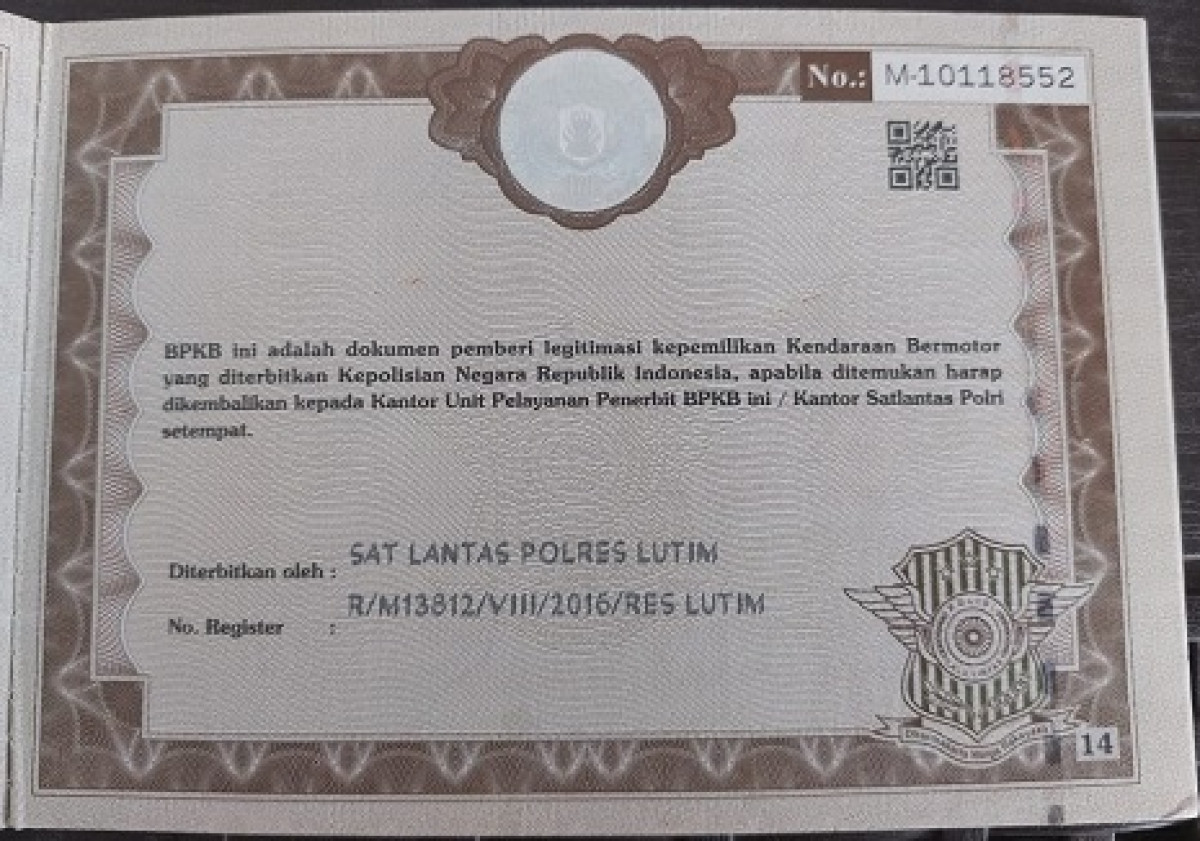 No.: M-10118552
BPKB ini adalah dokumen pemberi legitimasi kepemilikan Kendaraan Bermotor
yang diterbitkan Kepolisian Negara Republik Indonesia, apabila ditemukan harap
dikembalikan kepada Kantor Unit Pelayanan Penerbit BPKB ini / Kantor Satlantas Polri
setempat.
Diterbitkan oleh : SAT LANTAS POLRES LUTIM
No. Register : R/M13812/VIII/2016/RES LUTIM
14